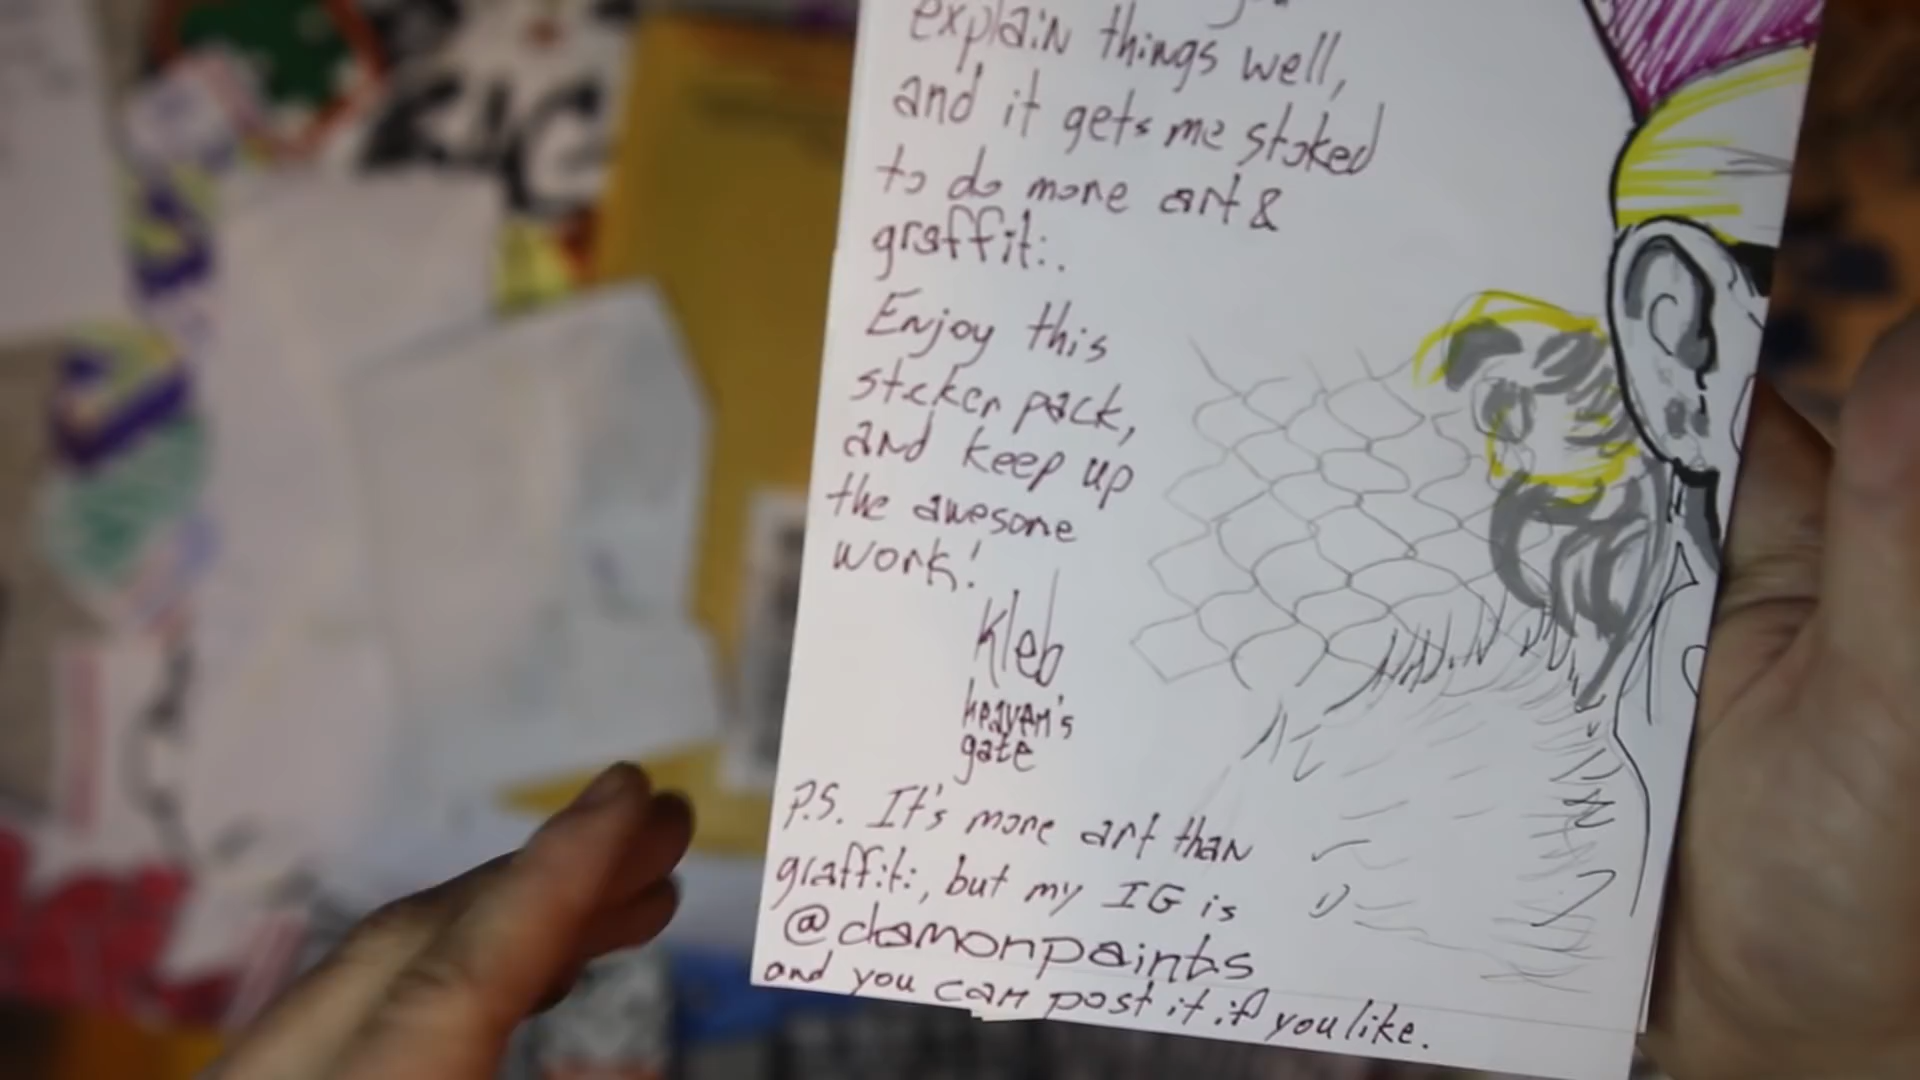 explain things well,
and it gets me stoked
to do more art &
graffiti.
Enjoy this
sticker pack,
and keep up
the awesome
work!
Kleb
heaven's
gate
P.S. It's more art than
graffiti, but my IG is
@damonpaints
and you can post it if you like.